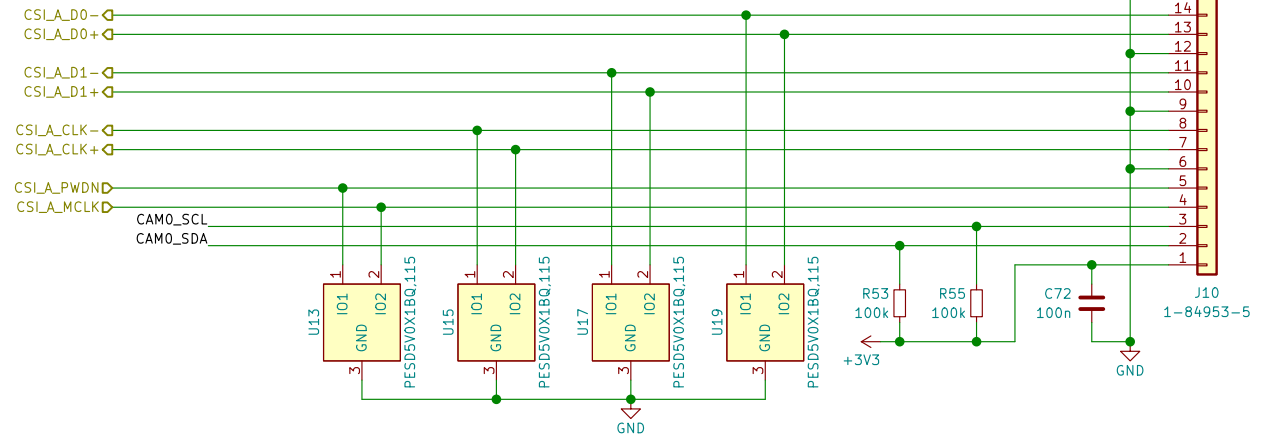 CSI_A_D0-
CSI_A_D0+
CSI_A_D1-
CSI_A_D1+
CSI_A_CLK-
CSI_A_CLK+
CSI_A_PWDN
CSI_A_MCLK
CAM0_SCL
CAM0_SDA
14
13
12
11
10
9
8
7
6
5
4
3
2
1
J10
1-84953-5
1
2
IO1
IO2
GND
3
U13
PESD5V0X1BQ,115
1
2
IO1
IO2
GND
3
U15
PESD5V0X1BQ,115
1
2
IO1
IO2
GND
3
U17
PESD5V0X1BQ,115
1
2
IO1
IO2
GND
3
U19
PESD5V0X1BQ,115
R53
100k
R55
100k
C72
100n
+3V3
GND
GND